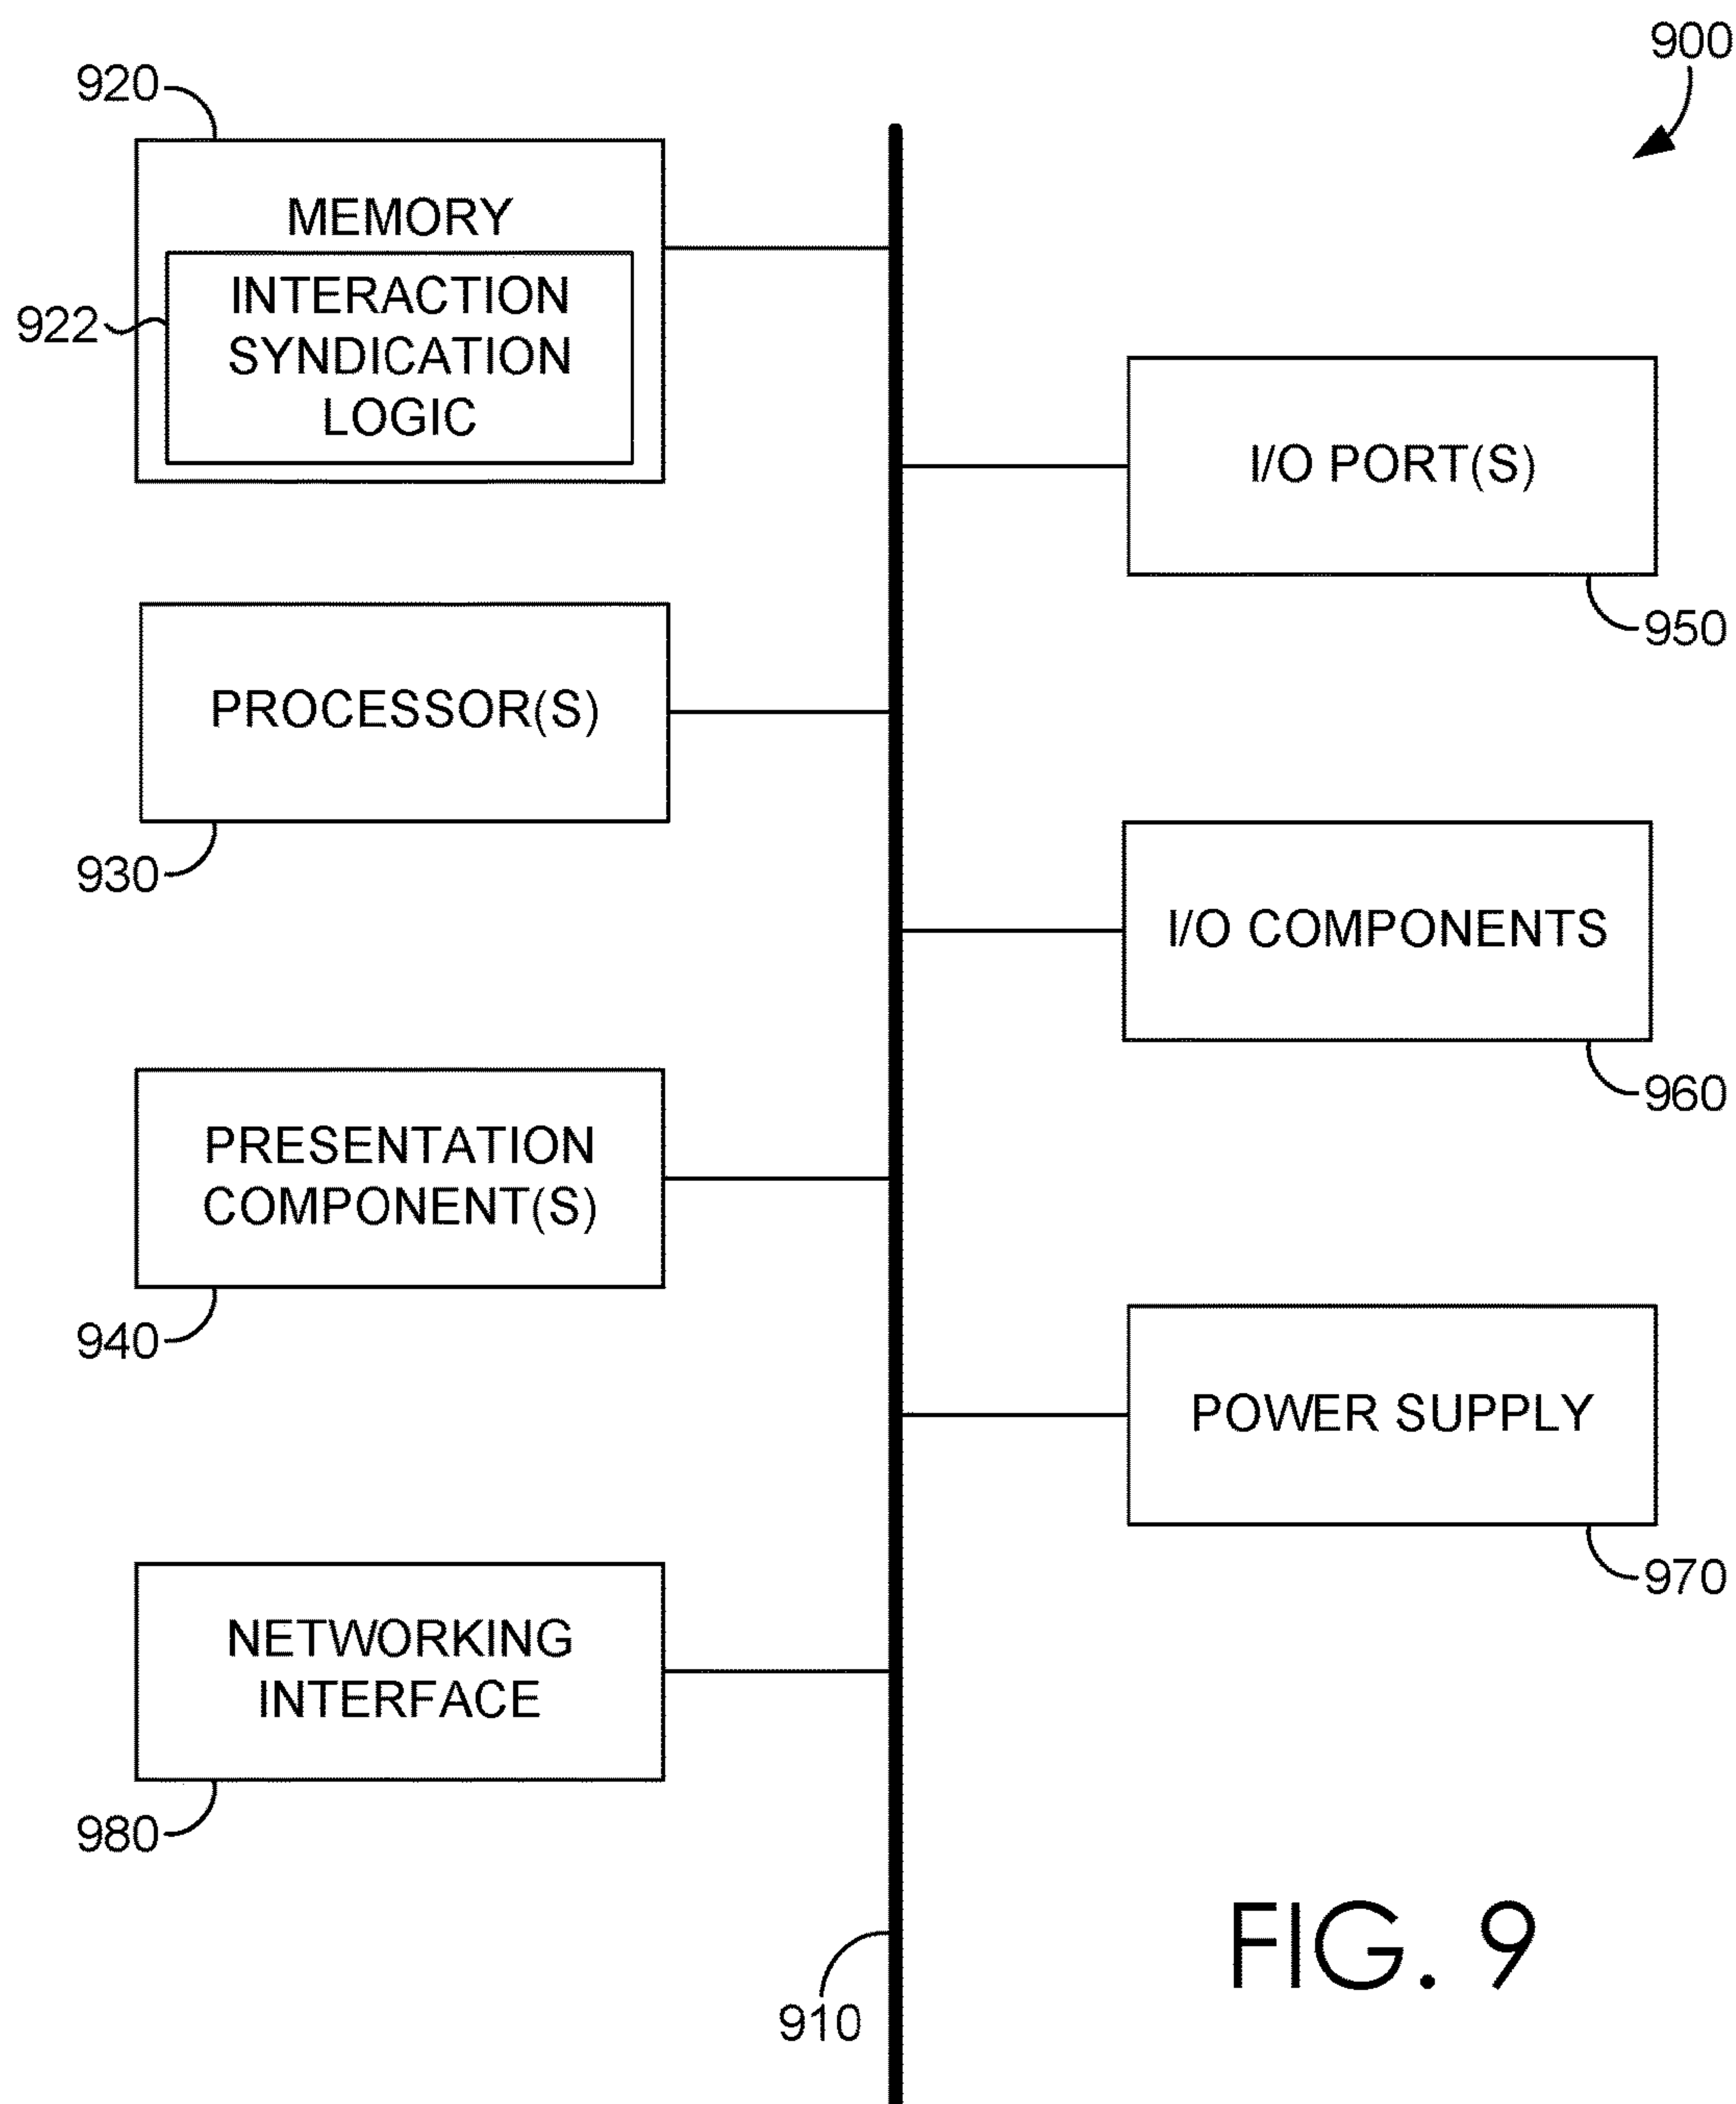 900
920
MEMORY
922
INTERACTION
SYNDICATION
LOGIC
I/O PORT(S)
950
PROCESSOR(S)
930
I/O COMPONENTS
960
PRESENTATION
COMPONENT(S)
940
POWER SUPPLY
970
NETWORKING
INTERFACE
980
910
FIG. 9